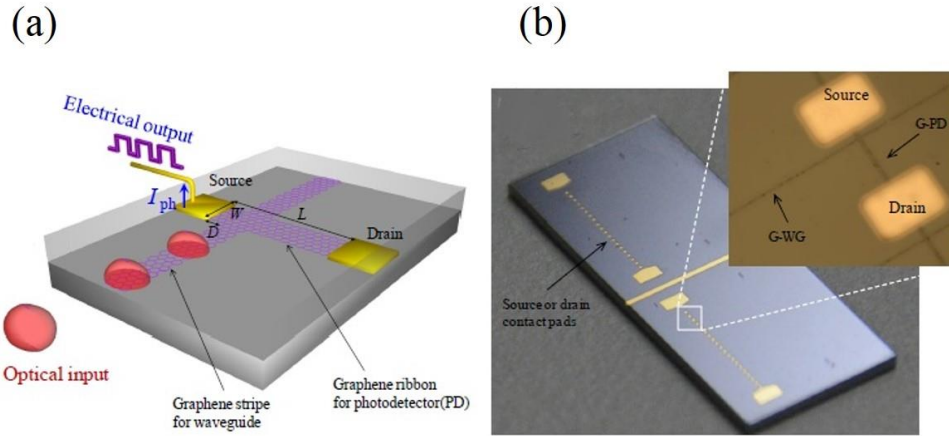 (a)
(b)
Electrical output
Source
I ph
W
L
D
Drain
Optical input
Graphene stripe
for waveguide
Graphene ribbon
for photodetector(PD)
Source
G-PD
Drain
G-WG
Source or drain
contact pads